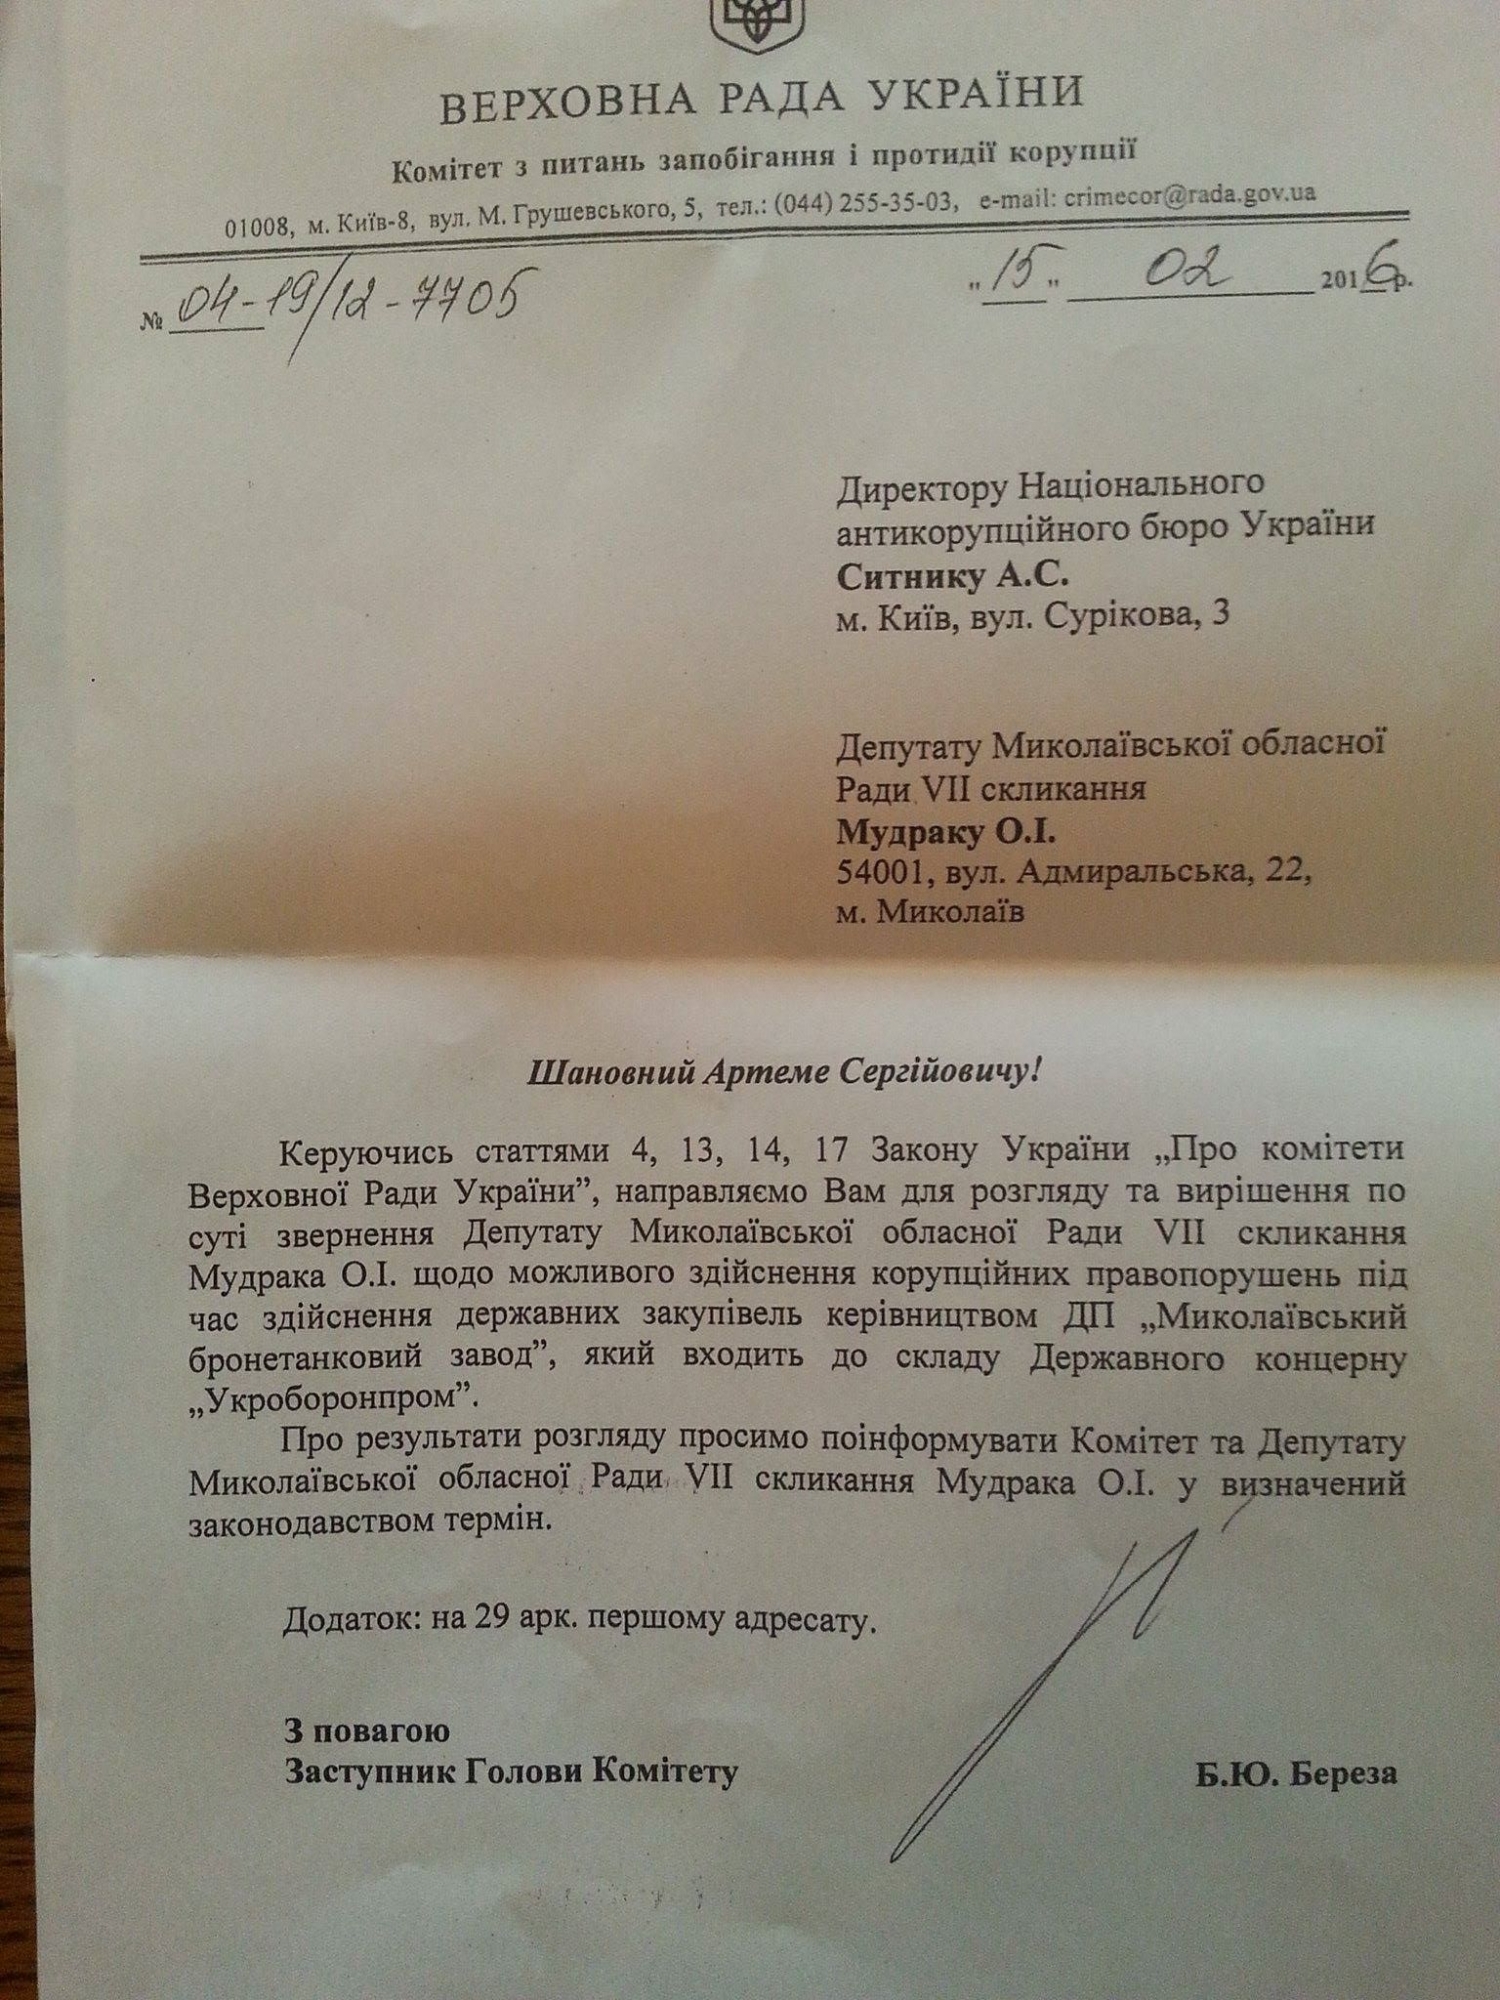 ВЕРХОВНА РАДА УКРАЇНИ
Комітет з питань запобігання і протидії корупції
01008, м. Київ-8, вул. М. Грушевського, 5, тел.: (044) 255-35-03, e-mail: crimecor@rada.gov.ua
№ 04-19/12-7705 „15" 02 2016р.
Директору Національного
антикорупційного бюро України
Ситнику А.С.
м. Київ, вул. Сурікова, 3
Депутату Миколаївської обласної
Ради VII скликання
Мудраку О.І.
54001, вул. Адмиральська, 22,
м. Миколаїв
Шановний Артеме Сергійовичу!
Керуючись статтями 4, 13, 14, 17 Закону України „Про комітети
Верховної Ради України”, направляємо Вам для розгляду та вирішення по
суті звернення Депутату Миколаївської обласної Ради VII скликання
Мудрака О.І. щодо можливого здійснення корупційних правопорушень під
час здійснення державних закупівель керівництвом ДП „Миколаївський
бронетанковий завод”, який входить до складу Державного концерну
„Укроборонпром”.
Про результати розгляду просимо поінформувати Комітет та Депутату
Миколаївської обласної Ради VII скликання Мудрака О.І. у визначений
законодавством термін.
Додаток: на 29 арк. першому адресату.
З повагою
Заступник Голови Комітету Б.Ю. Береза